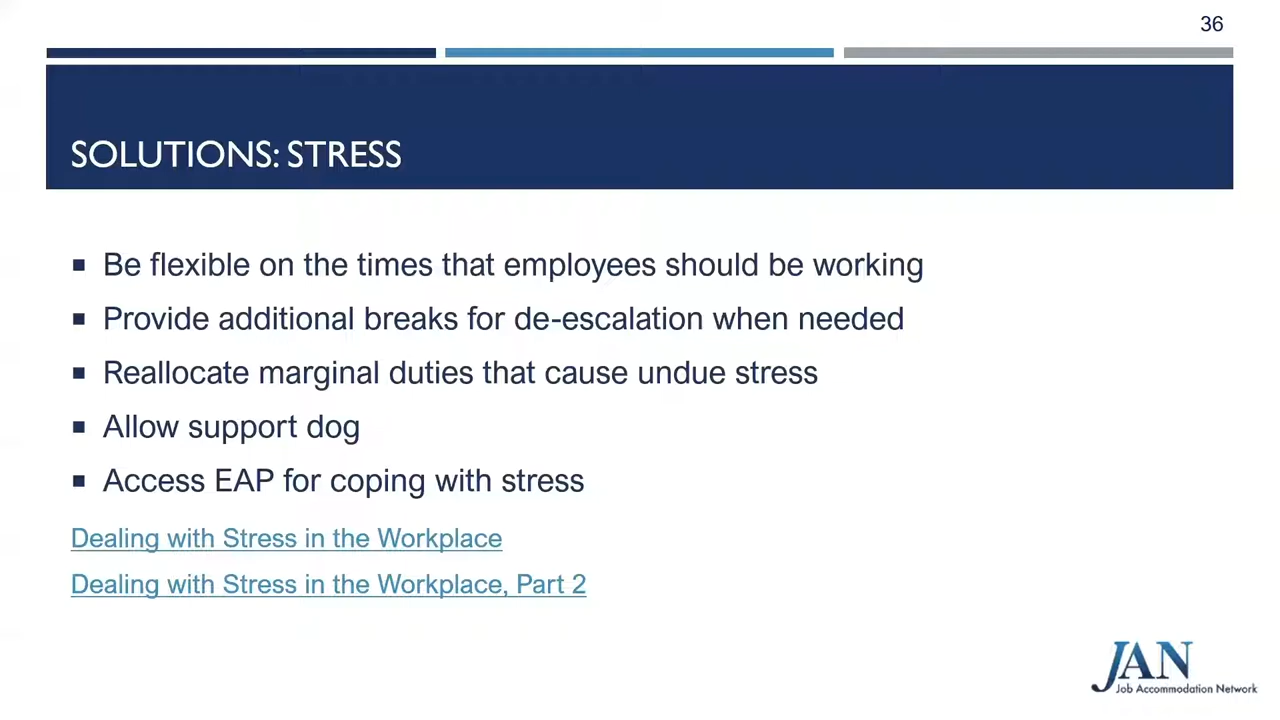 36
SOLUTIONS: STRESS
Be flexible on the times that employees should be working
Provide additional breaks for de-escalation when needed
Reallocate marginal duties that cause undue stress
Allow support dog
Access EAP for coping with stress
Dealing with Stress in the Workplace
Dealing with Stress in the Workplace, Part 2
JAN
Job Accommodation Network